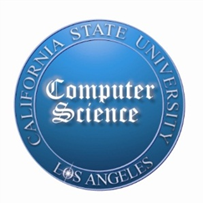 CALIFORNIA STATE UNIVERSITY
Computer
Science
LOS ANGELES